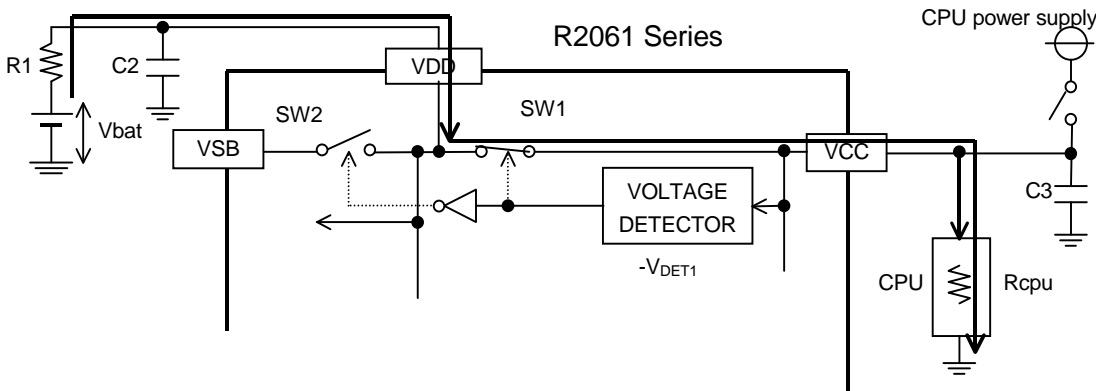 CPU power supply
R2061 Series
R1
C2
VDD
SW1
SW2
Vbat
VSB
VCC
VOLTAGE
DETECTOR
C3
-VDET1
CPU
Rcpu